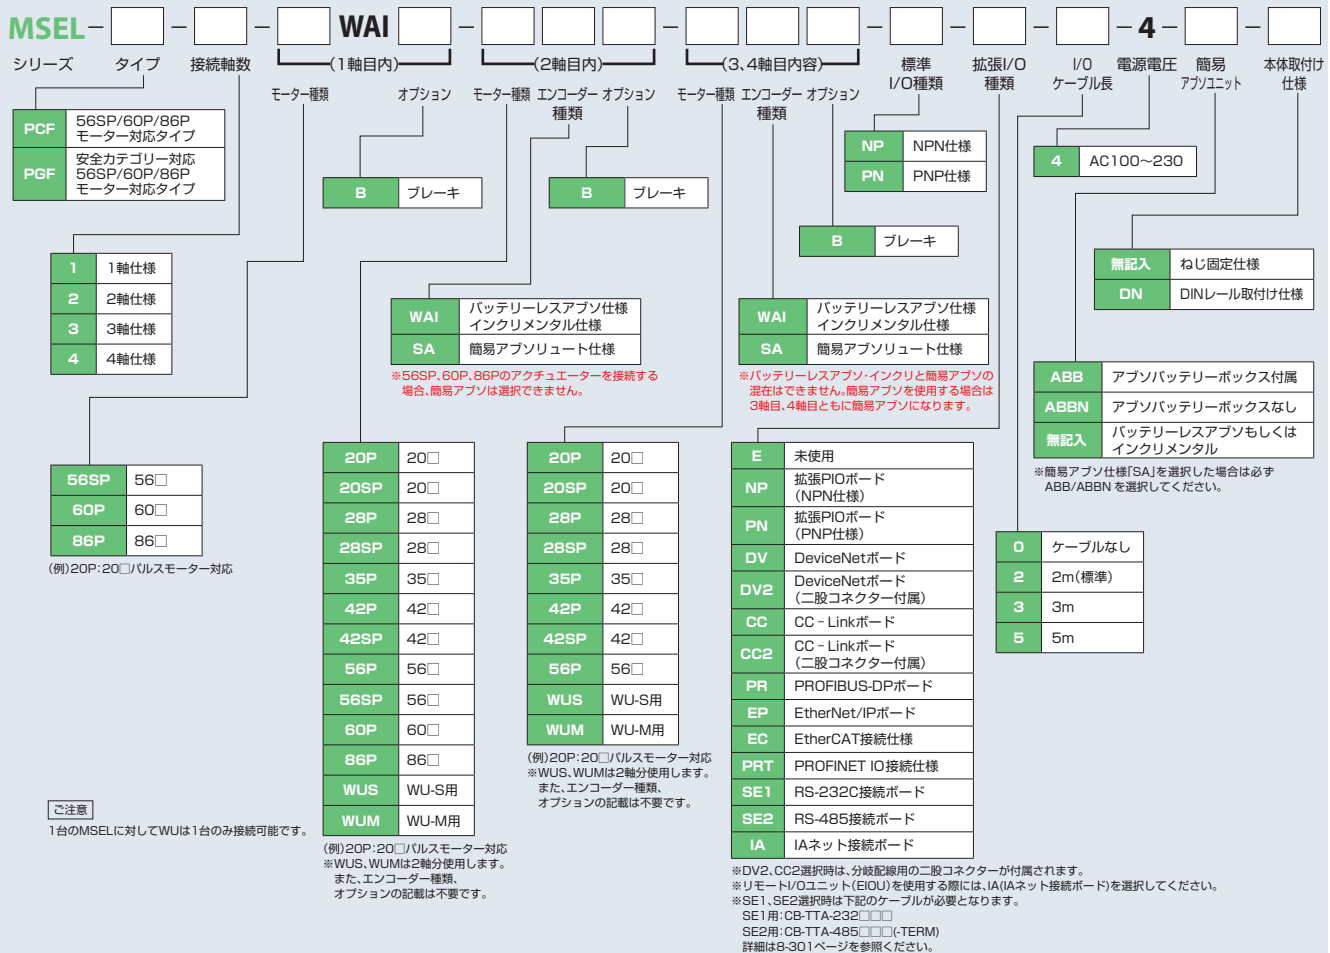 MSEL－□－□－□ WAI □－□□□－□□□－□－□－□－4－□－□
シリーズ タイプ 接続軸数 (1軸目内) (2軸目内) (3、4軸目内容) 標準 拡張I/O I/O 電源電圧 簡易 本体取付け
I/O種類 種類 ケーブル長 アブソユニット 仕様
モーター種類 オプション モーター種類 エンコーダー オプション モーター種類 エンコーダー オプション
種類 種類
PCF 56SP/60P/86P
モーター対応タイプ
PGF 安全カテゴリー対応
56SP/60P/86P
モーター対応タイプ
B ブレーキ
B ブレーキ
NP NPN仕様
PN PNP仕様
4 AC100～230
B ブレーキ
1 1軸仕様
2 2軸仕様
3 3軸仕様
4 4軸仕様
無記入 ねじ固定仕様
DN DINレール取付け仕様
WAI バッテリーレスアブソ仕様
インクリメンタル仕様
SA 簡易アブソリュート仕様
※56SP、60P、86Pのアクチュエーターを接続する
場合、簡易アブソは選択できません。
WAI バッテリーレスアブソ仕様
インクリメンタル仕様
SA 簡易アブソリュート仕様
※バッテリーレスアブソ・インクリと簡易アブソの
混在はできません。簡易アブソを使用する場合は
3軸目、4軸目ともに簡易アブソになります。
ABB アブソバッテリーボックス付属
ABBN アブソバッテリーボックスなし
無記入 バッテリーレスアブソもしくは
インクリメンタル
※簡易アブソ仕様「SA」を選択した場合は必ず
ABB/ABBN を選択してください。
56SP 56□
60P 60□
86P 86□
(例)20P：20□パルスモーター対応
20P 20□
20SP 20□
28P 28□
28SP 28□
35P 35□
42P 42□
42SP 42□
56P 56□
56SP 56□
60P 60□
86P 86□
WUS WU-S用
WUM WU-M用
(例)20P：20□パルスモーター対応
※WUS、WUMは2軸分使用します。
また、エンコーダー種類、
オプションの記載は不要です。
20P 20□
20SP 20□
28P 28□
28SP 28□
35P 35□
42P 42□
42SP 42□
56P 56□
WUS WU-S用
WUM WU-M用
(例)20P：20□パルスモーター対応
※WUS、WUMは2軸分使用します。
また、エンコーダー種類、
オプションの記載は不要です。
E 未使用
NP 拡張PIOボード
(NPN仕様)
PN 拡張PIOボード
(PNP仕様)
DV DeviceNetボード
DV2 DeviceNetボード
(二股コネクター付属)
CC CC‐Linkボード
CC2 CC‐Linkボード
(二股コネクター付属)
PR PROFIBUS-DPボード
EP EtherNet/IPボード
EC EtherCAT接続仕様
PRT PROFINET IO接続仕様
SE1 RS-232C接続ボード
SE2 RS-485接続ボード
IA IAネット接続ボード
※DV2、CC2選択時は、分岐配線用の二股コネクターが付属されます。
※リモートI/Oユニット(EIOU)を使用する際には、IA(IAネット接続ボード)を選択してください。
※SE1、SE2選択時は下記のケーブルが必要となります。
SE1用：CB-TTA-232□□□
SE2用：CB-TTA-485□□□(-TERM)
詳細は8-301ページを参照ください。
0 ケーブルなし
2 2m(標準)
3 3m
5 5m
ご注意
1台のMSELに対してWUは1台のみ接続可能です。